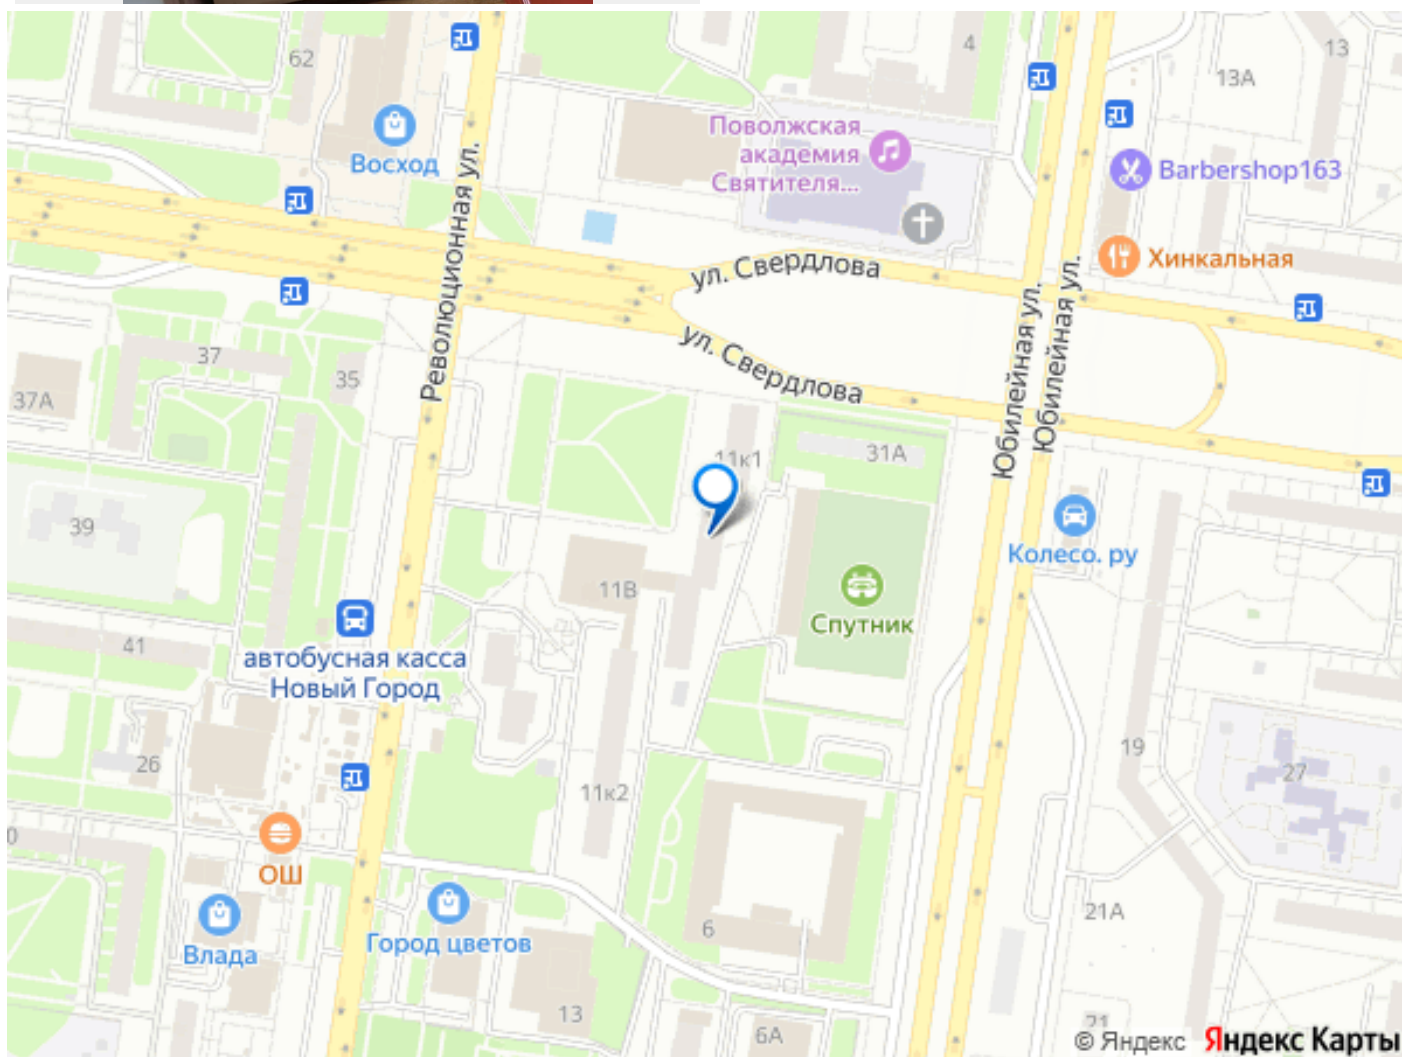 62
4
13
13А
Восход
Революционная ул.
Поволжская
академия
Святителя...
Barbershop163
Хинкальная
ул. Свердлова
ул. Свердлова
Юбилейная ул.
Юбилейная ул.
37
35
37А
11к1
31А
39
11В
Колесо. ру
Спутник
41
автобусная касса
Новый Город
26
19
27
11к2
0
ОШ
Влада
Город цветов
6
21А
13
6А
21
© Яндекс Яндекс Карты